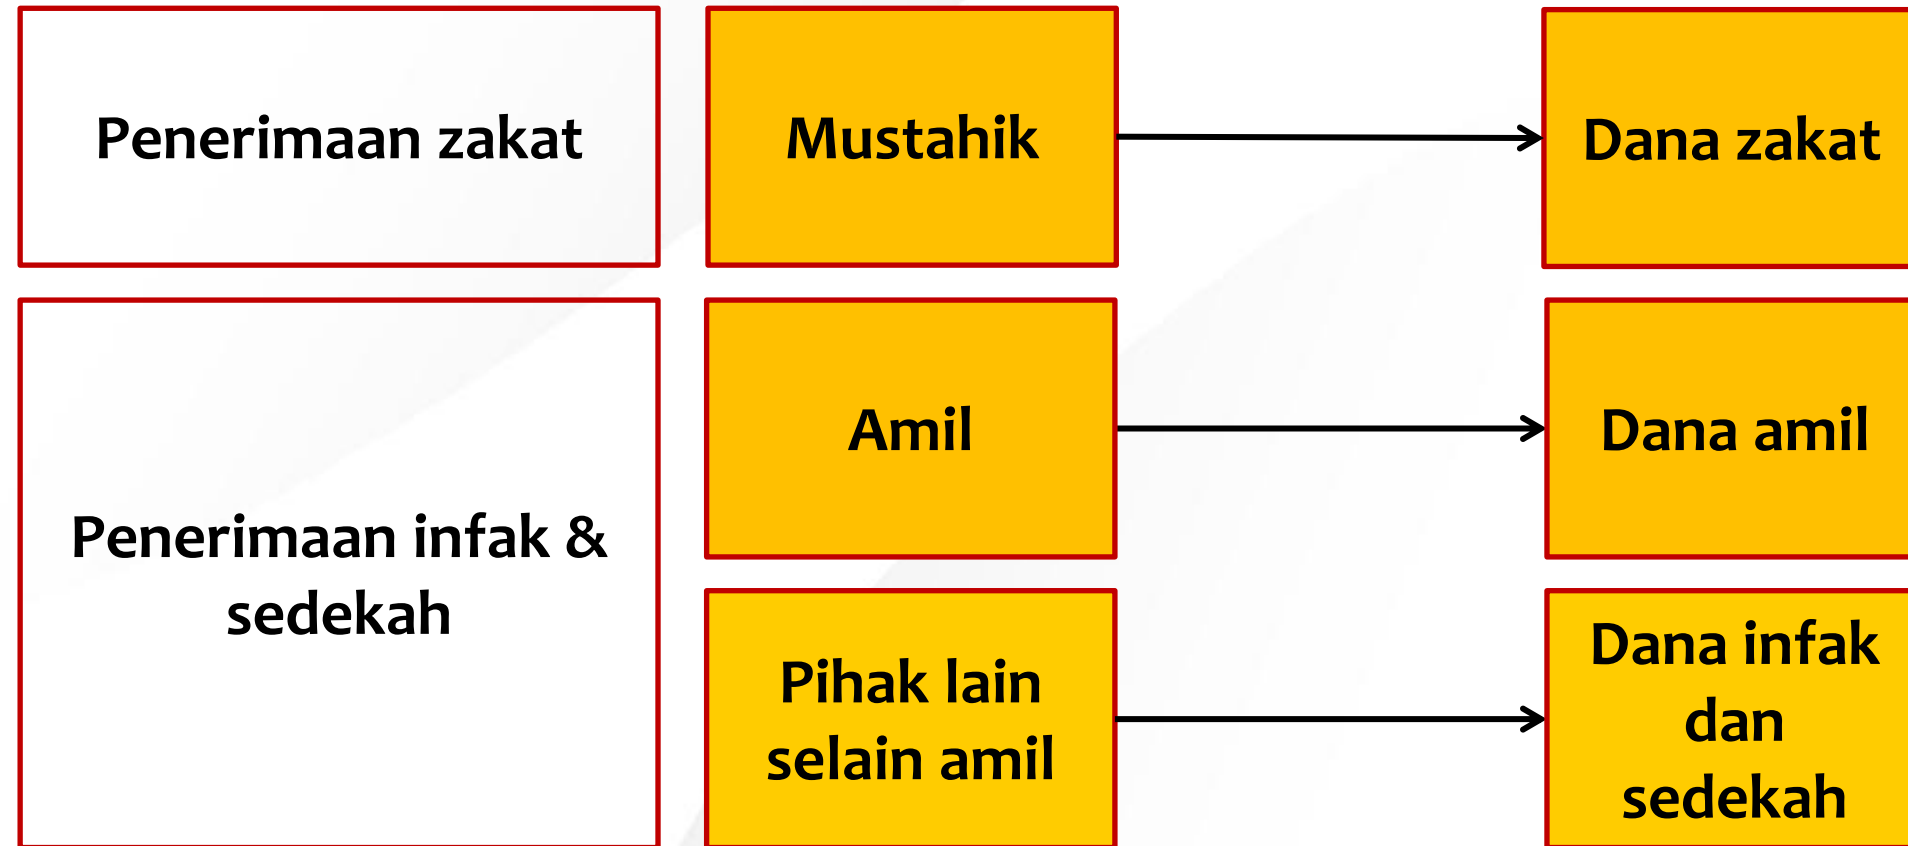 Penerimaan zakat
Mustahik
Dana zakat
Penerimaan infak &
sedekah
Amil
Dana amil
Pihak lain
selain amil
Dana infak
dan
sedekah